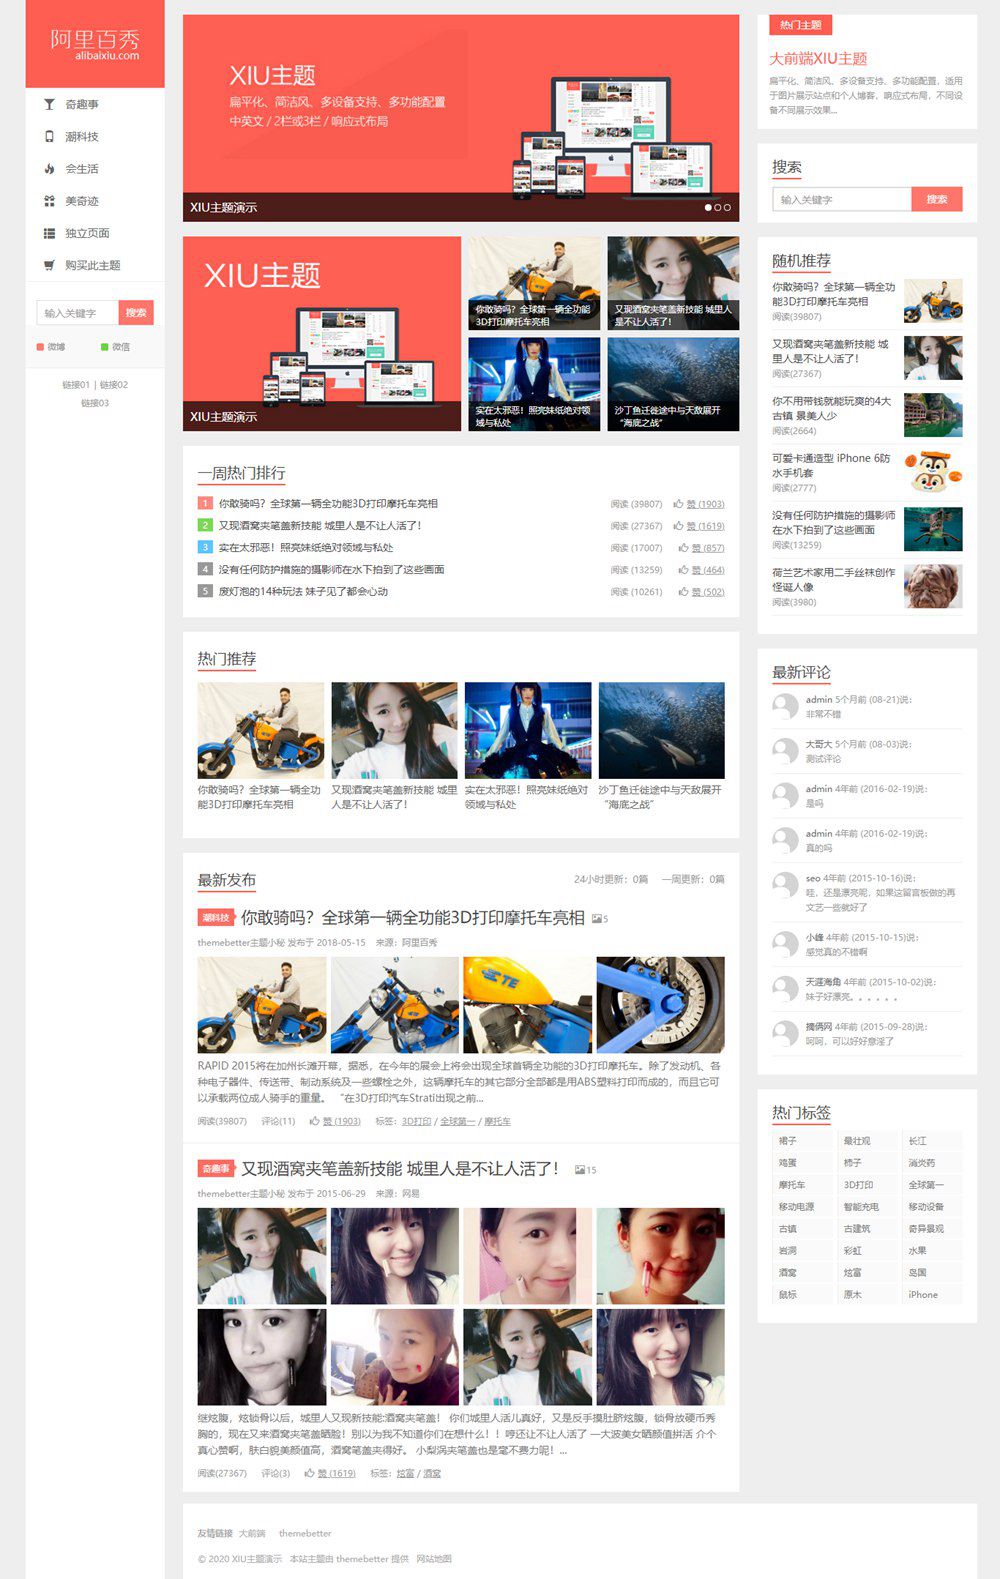 阿里百秀
alibaixiu.com
奇趣事
潮科技
会生活
美奇迹
独立页面
购买此主题
输入关键字 搜索
微博 微信
链接01 | 链接02
链接03
XIU主题
扁平化、简洁风、多设备支持、多功能配置
中英文 / 2栏或3栏 / 响应式布局
XIU主题演示
XIU主题
XIU主题演示
你敢骑吗？全球第一辆全功能
3D打印摩托车亮相
又现酒窝夹笔盖新技能 城里人
是不让人活了！
实在太邪恶！照亮妹纸绝对领
域与私处
沙丁鱼迁徙途中与天敌展开
“海底之战”
一周热门排行
1 你敢骑吗？全球第一辆全功能3D打印摩托车亮相 阅读 (39807) 赞 (1903)
2 又现酒窝夹笔盖新技能 城里人是不让人活了！ 阅读 (27367) 赞 (1619)
3 实在太邪恶！照亮妹纸绝对领域与私处 阅读 (17007) 赞 (857)
4 没有任何防护措施的摄影师在水下拍到了这些画面 阅读 (13259) 赞 (464)
5 废灯泡的14种玩法 妹子见了都会心动 阅读 (10261) 赞 (502)
热门推荐
你敢骑吗？全球第一辆全功
能3D打印摩托车亮相
又现酒窝夹笔盖新技能 城里
人是不让人活了！
实在太邪恶！照亮妹纸绝对
领域与私处
沙丁鱼迁徙途中与天敌展开
“海底之战”
最新发布 24小时更新：0篇 一周更新：0篇
潮科技 你敢骑吗？全球第一辆全功能3D打印摩托车亮相 5
themebetter主题小秘 发布于 2018-05-15 来源：阿里百秀
RAPID 2015将在加州长滩开幕，据悉，在今年的展会上将会出现全球首辆全功能的3D打印摩托车。除了发动机、各
种电子器件、传送带、制动系统及一些螺栓之外，这辆摩托车的其它部分全部都是用ABS塑料打印而成的，而且它可
以承载两位成人骑手的重量。 “在3D打印汽车Strati出现之前...
阅读(39807) 评论(11) 赞 (1903) 标签：3D打印 / 全球第一 / 摩托车
奇趣事 又现酒窝夹笔盖新技能 城里人是不让人活了！ 15
themebetter主题小秘 发布于 2015-06-29 来源：网易
继炫腹，炫锁骨以后，城里人又现新技能:酒窝夹笔盖！ 你们城里人活儿真好，又是反手摸肚脐炫腹，锁骨放硬币秀
胸的，现在又来酒窝夹笔盖晒脸！别以为我不知道你们在想什么！！哼还让不让人活了 一大波美女晒颜值拼活 介个
真心赞啊，肤白貌美颜值高，酒窝笔盖夹得好。 小梨涡夹笔盖也是毫不费力呢！...
阅读(27367) 评论(3) 赞 (1619) 标签：炫富 / 酒窝
热门主题
大前端XIU主题
扁平化、简洁风、多设备支持、多功能配置，适用
于图片展示站点和个人博客，响应式布局，不同设
备不同展示效果...
搜索
输入关键字 搜索
随机推荐
你敢骑吗？全球第一辆全功
能3D打印摩托车亮相
阅读(39807)
又现酒窝夹笔盖新技能 城
里人是不让人活了！
阅读(27367)
你不用带钱就能玩爽的4大
古镇 景美人少
阅读(2664)
可爱卡通造型 iPhone 6防
水手机套
阅读(2777)
没有任何防护措施的摄影师
在水下拍到了这些画面
阅读(13259)
荷兰艺术家用二手丝袜创作
怪诞人像
阅读(3980)
最新评论
admin 5个月前 (08-21)说：
非常不错
大哥大 5个月前 (08-03)说：
测试评论
admin 4年前 (2016-02-19)说：
是吗
admin 4年前 (2016-02-19)说：
真的吗
seo 4年前 (2015-10-16)说：
哇，还是漂亮呢，如果这留言板做的再
文艺一些就好了
小峰 4年前 (2015-10-15)说：
感觉真的不错啊
天涯海角 4年前 (2015-10-02)说：
妹子好漂亮。。。。。。
摘俩网 4年前 (2015-09-28)说：
呵呵，可以好好意淫了
热门标签
裙子 最壮观 长江
鸡蛋 柿子 消炎药
摩托车 3D打印 全球第一
移动电源 智能充电 移动设备
古镇 古建筑 奇异景观
岩洞 彩虹 水果
酒窝 炫富 岛国
鼠标 原木 iPhone
友情链接 大前端 themebetter
© 2020 XIU主题演示 本站主题由 themebetter 提供 网站地图